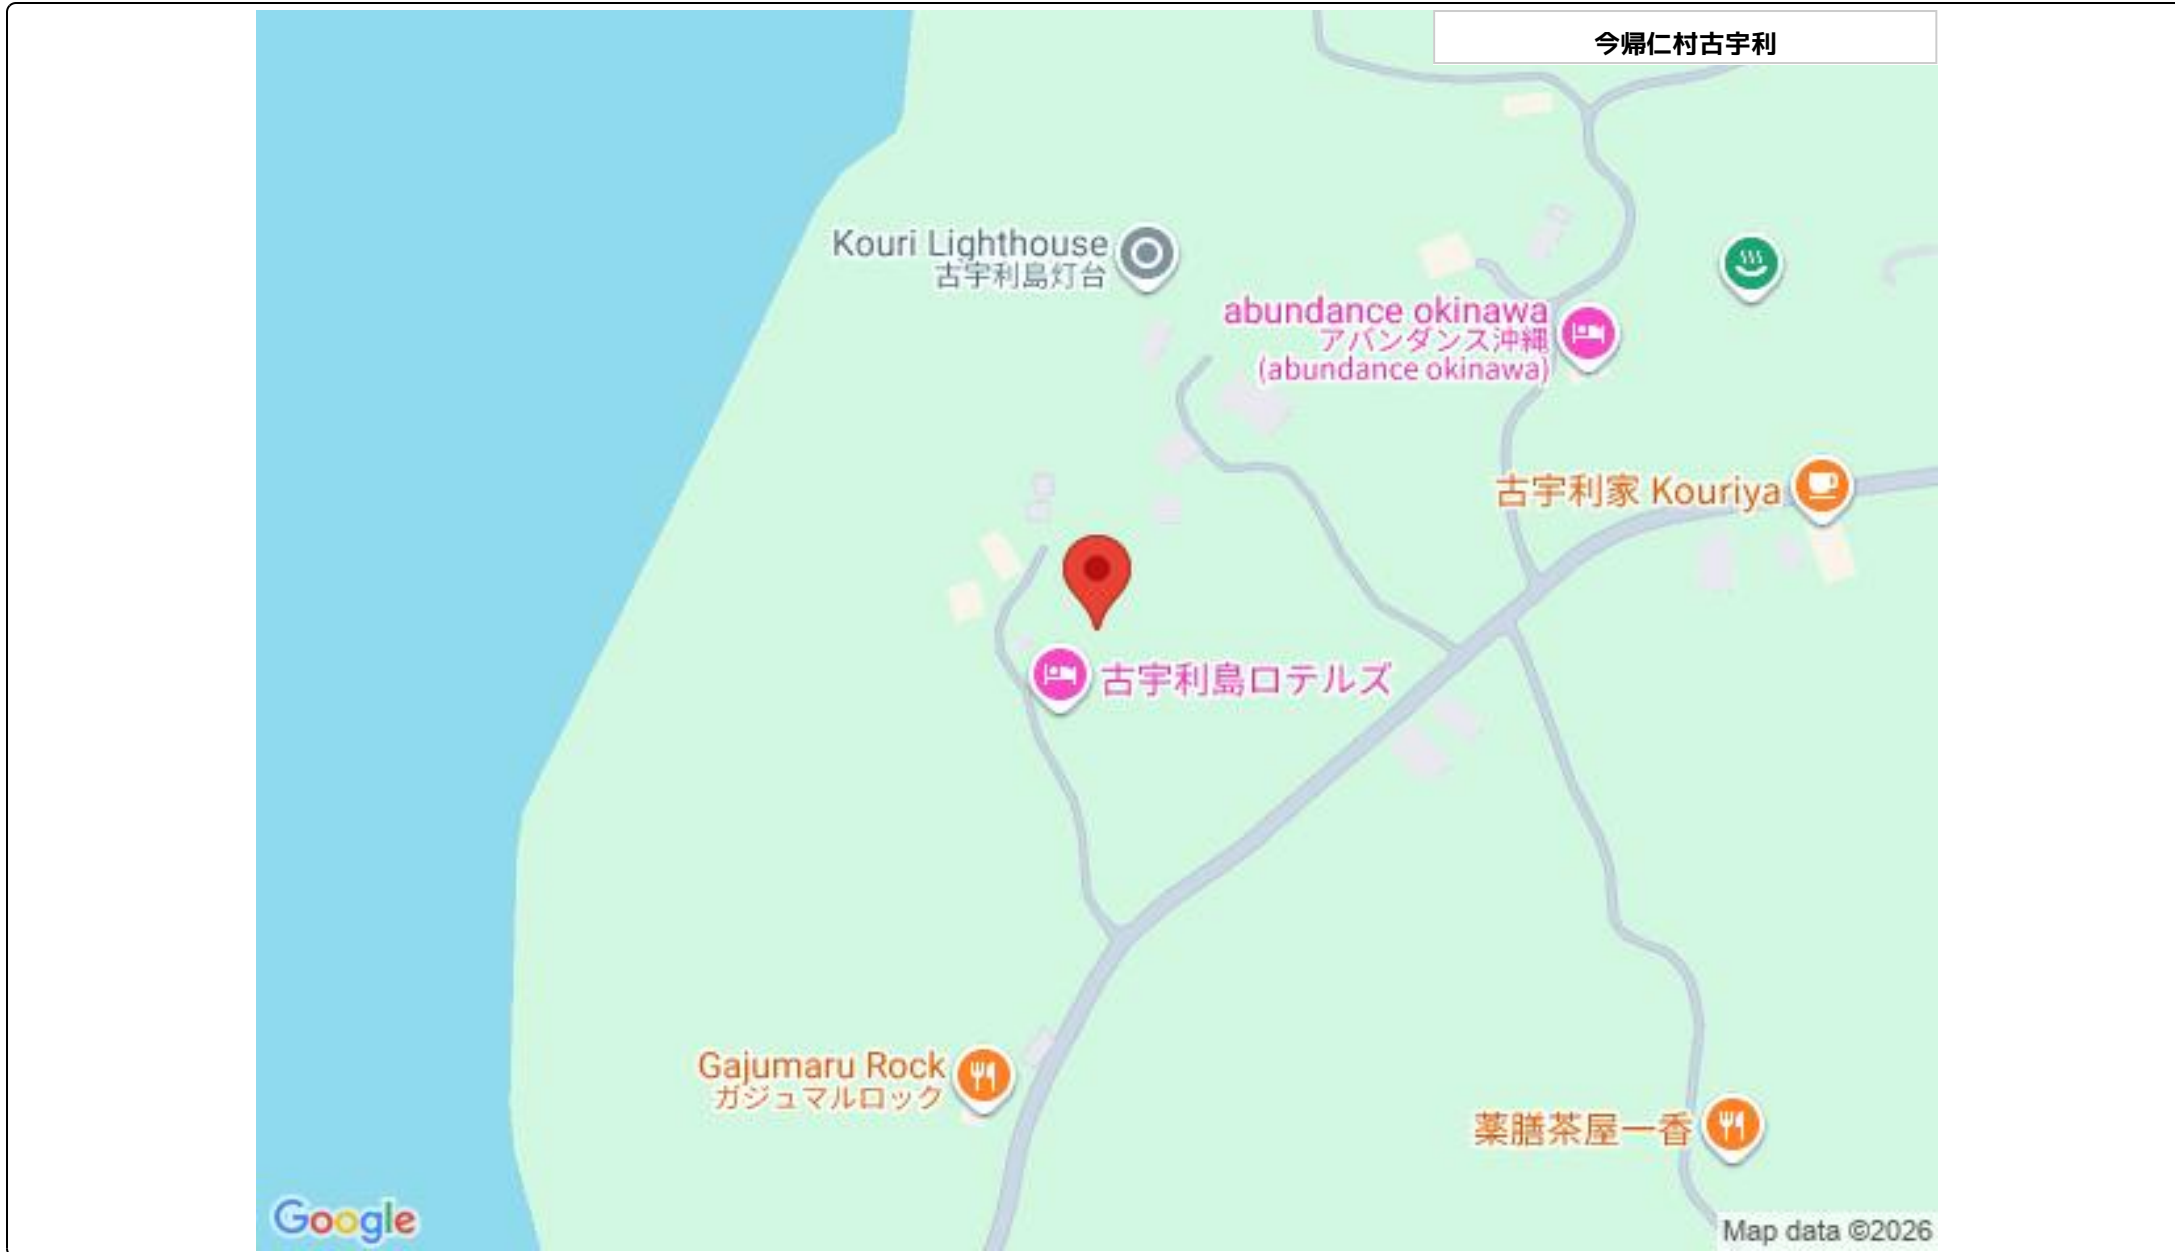 今帰仁村古宇利
Kouri Lighthouse
古宇利島灯台
abundance okinawa
アバンダンス沖縄
(abundance okinawa)
古宇利家 Kouriya
古宇利島ロテルズ
Gajumaru Rock
ガジュマルロック
薬膳茶屋一香
Google
Map data ©2026